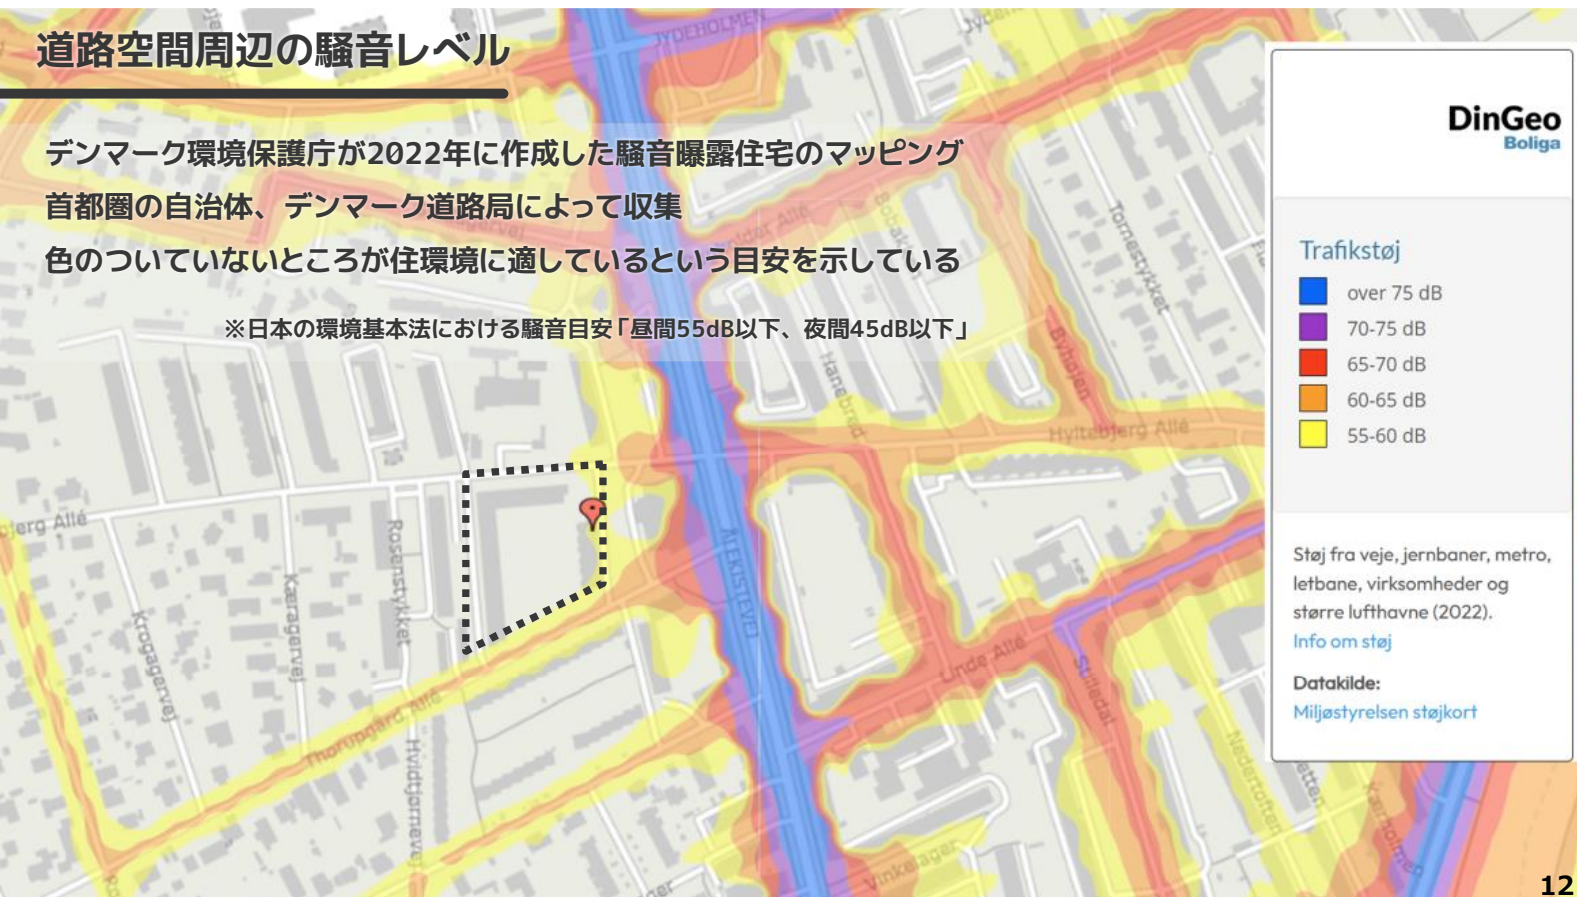 道路空間周辺の騒音レベル
デンマーク環境保護庁が2022年に作成した騒音曝露住宅のマッピング
首都圏の自治体、デンマーク道路局によって収集
色のついていないところが住環境に適しているという目安を示している
※日本の環境基本法における騒音目安「昼間55dB以下、夜間45dB以下」
JYDEHOLMEN
Tornestykket
Byhøjen
Hanebred
Hyltebjerg Allé
bjerg Allé
Rosenstykket
Kæragervej
Krogagervej
ÅLEKISTEVEJ
Linde Allé
Stilledal
Thorupgård Allé
Hvidtjørnevej
Nedertoften
Kærholmen
Vinkelager
DinGeo
Boliga
Trafikstøj
over 75 dB
70-75 dB
65-70 dB
60-65 dB
55-60 dB
Støj fra veje, jernbaner, metro,
letbane, virksomheder og
større lufthavne (2022).
Info om støj
Datakilde:
Miljøstyrelsen støjkort
12